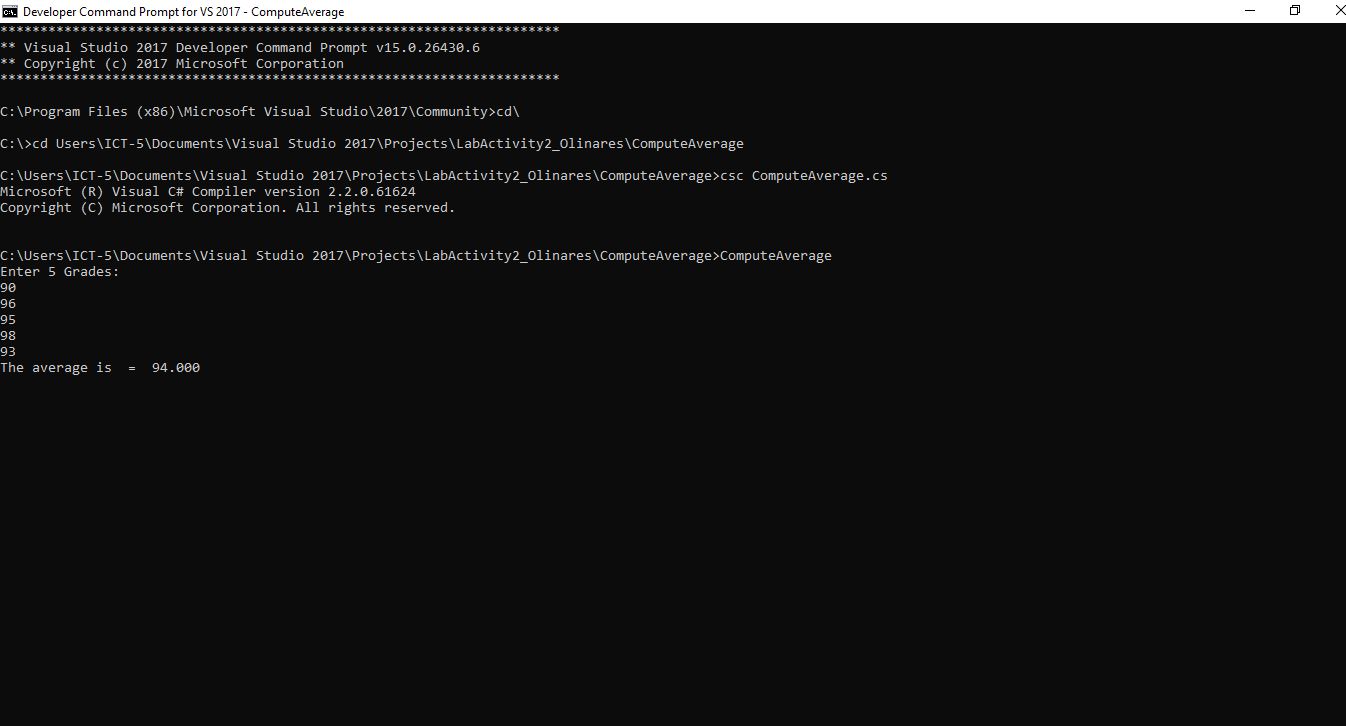 Developer Command Prompt for VS 2017 - ComputeAverage
**********************************************************************
** Visual Studio 2017 Developer Command Prompt v15.0.26430.6
** Copyright (c) 2017 Microsoft Corporation
**********************************************************************
C:\Program Files (x86)\Microsoft Visual Studio\2017\Community>cd\
C:\>cd Users\ICT-5\Documents\Visual Studio 2017\Projects\LabActivity2_Olinares\ComputeAverage
C:\Users\ICT-5\Documents\Visual Studio 2017\Projects\LabActivity2_Olinares\ComputeAverage>csc ComputeAverage.cs
Microsoft (R) Visual C# Compiler version 2.2.0.61624
Copyright (C) Microsoft Corporation. All rights reserved.
C:\Users\ICT-5\Documents\Visual Studio 2017\Projects\LabActivity2_Olinares\ComputeAverage>ComputeAverage
Enter 5 Grades:
90
96
95
98
93
The average is  =  94.000